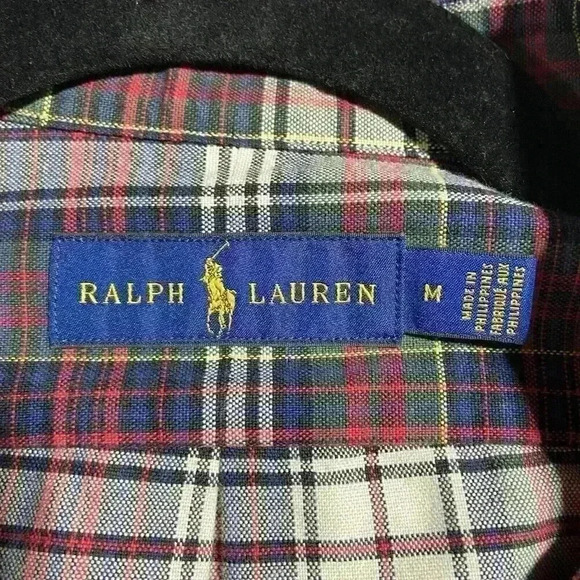 RALPH LAUREN
M
MADE IN
PHILIPPINES
FABRIQUÉ AUX
PHILIPPINES